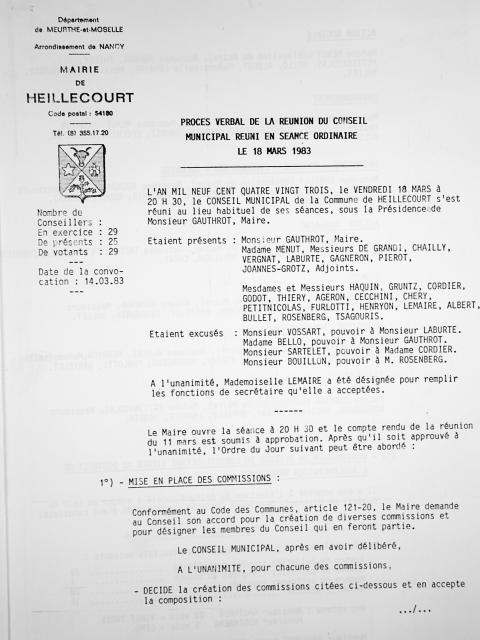 Département
de MEURTHE-et-MOSELLE
Arrondissement de NANCY
MAIRIE
DE
HEILLECOURT
Code postal : 54180
Tél. (8) 355.17.20
PROCES VERBAL DE LA REUNION DU CONSEIL
MUNICIPAL REUNI EN SEANCE ORDINAIRE
LE 18 MARS 1983
Nombre de
Conseillers :
En exercice : 29
De présents : 25
De votants : 29
---
Date de la convo-
cation : 14.03.83
---
L'AN MIL NEUF CENT QUATRE VINGT TROIS, le VENDREDI 18 MARS à
20 H 30, le CONSEIL MUNICIPAL de la Commune de HEILLECOURT s'est
réuni au lieu habituel de ses séances, sous la Présidence de
Monsieur GAUTHROT, Maire.
Etaient présents : Monsieur GAUTHROT, Maire.
Madame MENUT, Messieurs DE GRANDI, CHAILLY,
VERGNAT, LABURTE, GAGNERON, PIEROT,
JOANNES-GROTZ, Adjoints.
Mesdames et Messieurs HAQUIN, GRUNTZ, CORDIER,
GODOT, THIERY, AGERON, CECCHINI, CHERY,
PETITNICOLAS, FURLOTTI, HENRYON, LEMAIRE, ALBERT,
BULLET, ROSENBERG, TSAGOURIS.
Etaient excusés : Monsieur VOSSART, pouvoir à Monsieur LABURTE.
Madame BELLO, pouvoir à Monsieur GAUTHROT.
Monsieur SARTELET, pouvoir à Madame CORDIER.
Monsieur BOUILLON, pouvoir à M. ROSENBERG.
A l'unanimité, Mademoiselle LEMAIRE a été désignée pour remplir
les fonctions de secrétaire qu'elle a acceptées.
------
Le Maire ouvre la séance à 20 H 30 et le compte rendu de la réunion
du 11 mars est soumis à approbation. Après qu'il soit approuvé à
l'unanimité, l'Ordre du Jour suivant peut être abordé :
1°) - MISE EN PLACE DES COMMISSIONS :
Conformément au Code des Communes, article 121-20, le Maire demande
au Conseil son accord pour la création de diverses commissions et
pour désigner les membres du Conseil qui en feront partie.
Le CONSEIL MUNICIPAL, après en avoir délibéré,
A L'UNANIMITE, pour chacune des commissions,
- DECIDE la création des commissions citées ci-dessous et en accepte
la composition :
.../...